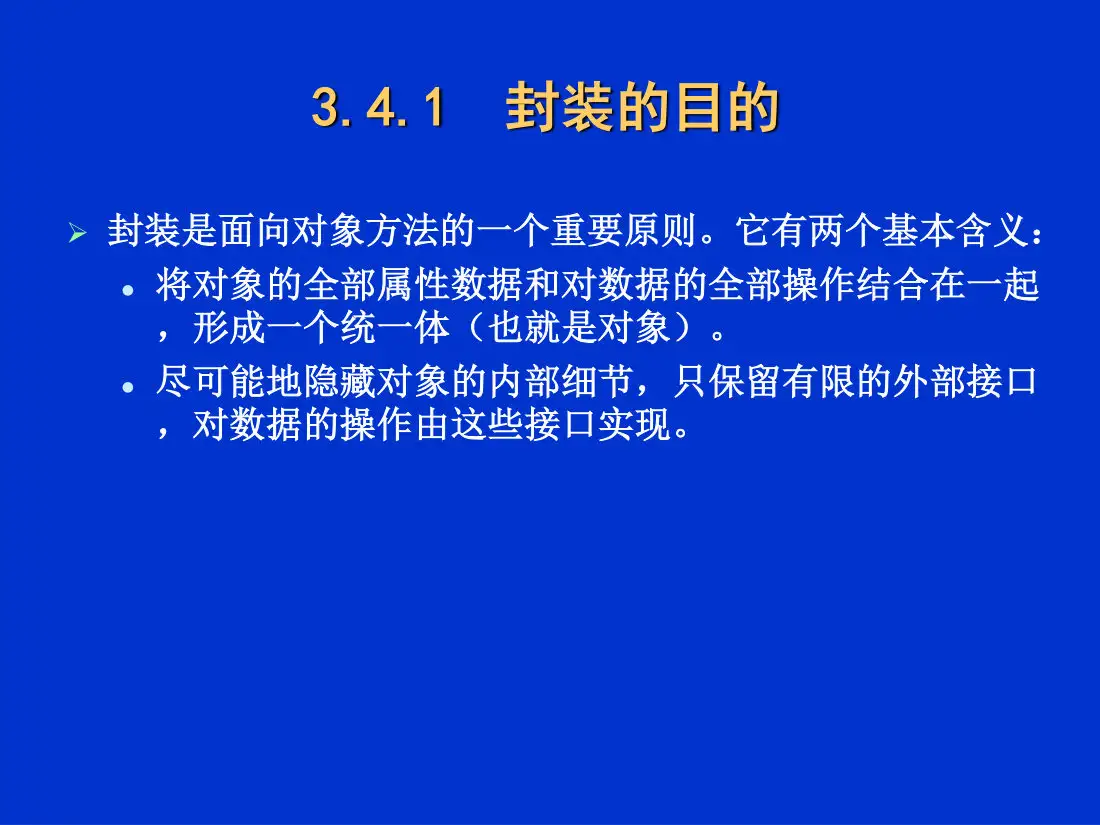 3.4.1 封装的目的
封装是面向对象方法的一个重要原则。它有两个基本含义：
将对象的全部属性数据和对数据的全部操作结合在一起
，形成一个统一体（也就是对象）。
尽可能地隐藏对象的内部细节，只保留有限的外部接口
，对数据的操作由这些接口实现。